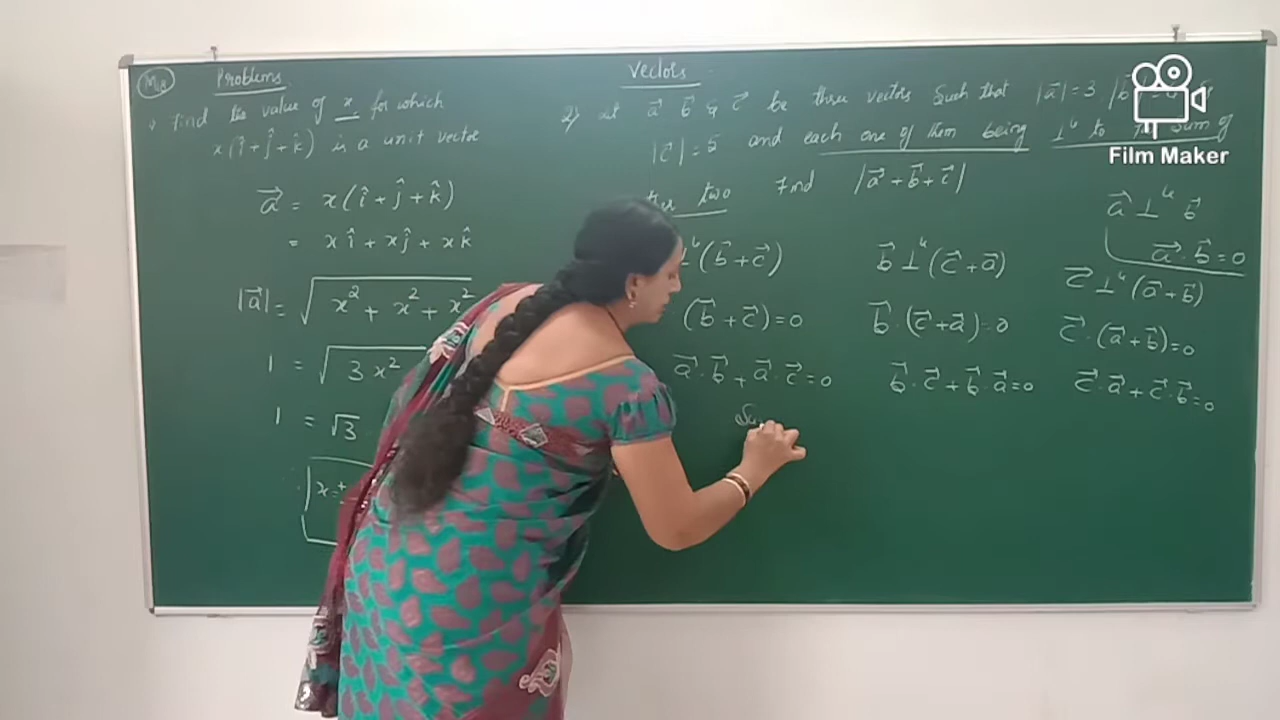 Problems
Vectors
1) Find the value of x for which
x(î + ĵ + k̂) is a unit vector
a⃗ = x(î + ĵ + k̂)
= xî + xĵ + xk̂
|a⃗| = √x² + x² + x²
1 = √3x²
1 = √3
x = ±
2) Let a⃗ b⃗ & c⃗ be three vectors such that |a⃗| = 3 |b⃗| =
|c⃗| = 5 and each one of them being ⊥ʳ to sum of
two Find |a⃗ + b⃗ + c⃗|
a⃗ ⊥ʳ b⃗
a⃗ · b⃗ = 0
(b⃗ + c⃗)
(b⃗ + c⃗) = 0
a⃗ · b⃗ + a⃗ · c⃗ = 0
b⃗ ⊥ʳ (c⃗ + a⃗)
b⃗ · (c⃗ + a⃗) = 0
b⃗ · c⃗ + b⃗ · a⃗ = 0
c⃗ ⊥ʳ (a⃗ + b⃗)
c⃗ · (a⃗ + b⃗) = 0
c⃗ · a⃗ + c⃗ · b⃗ = 0
Film Maker